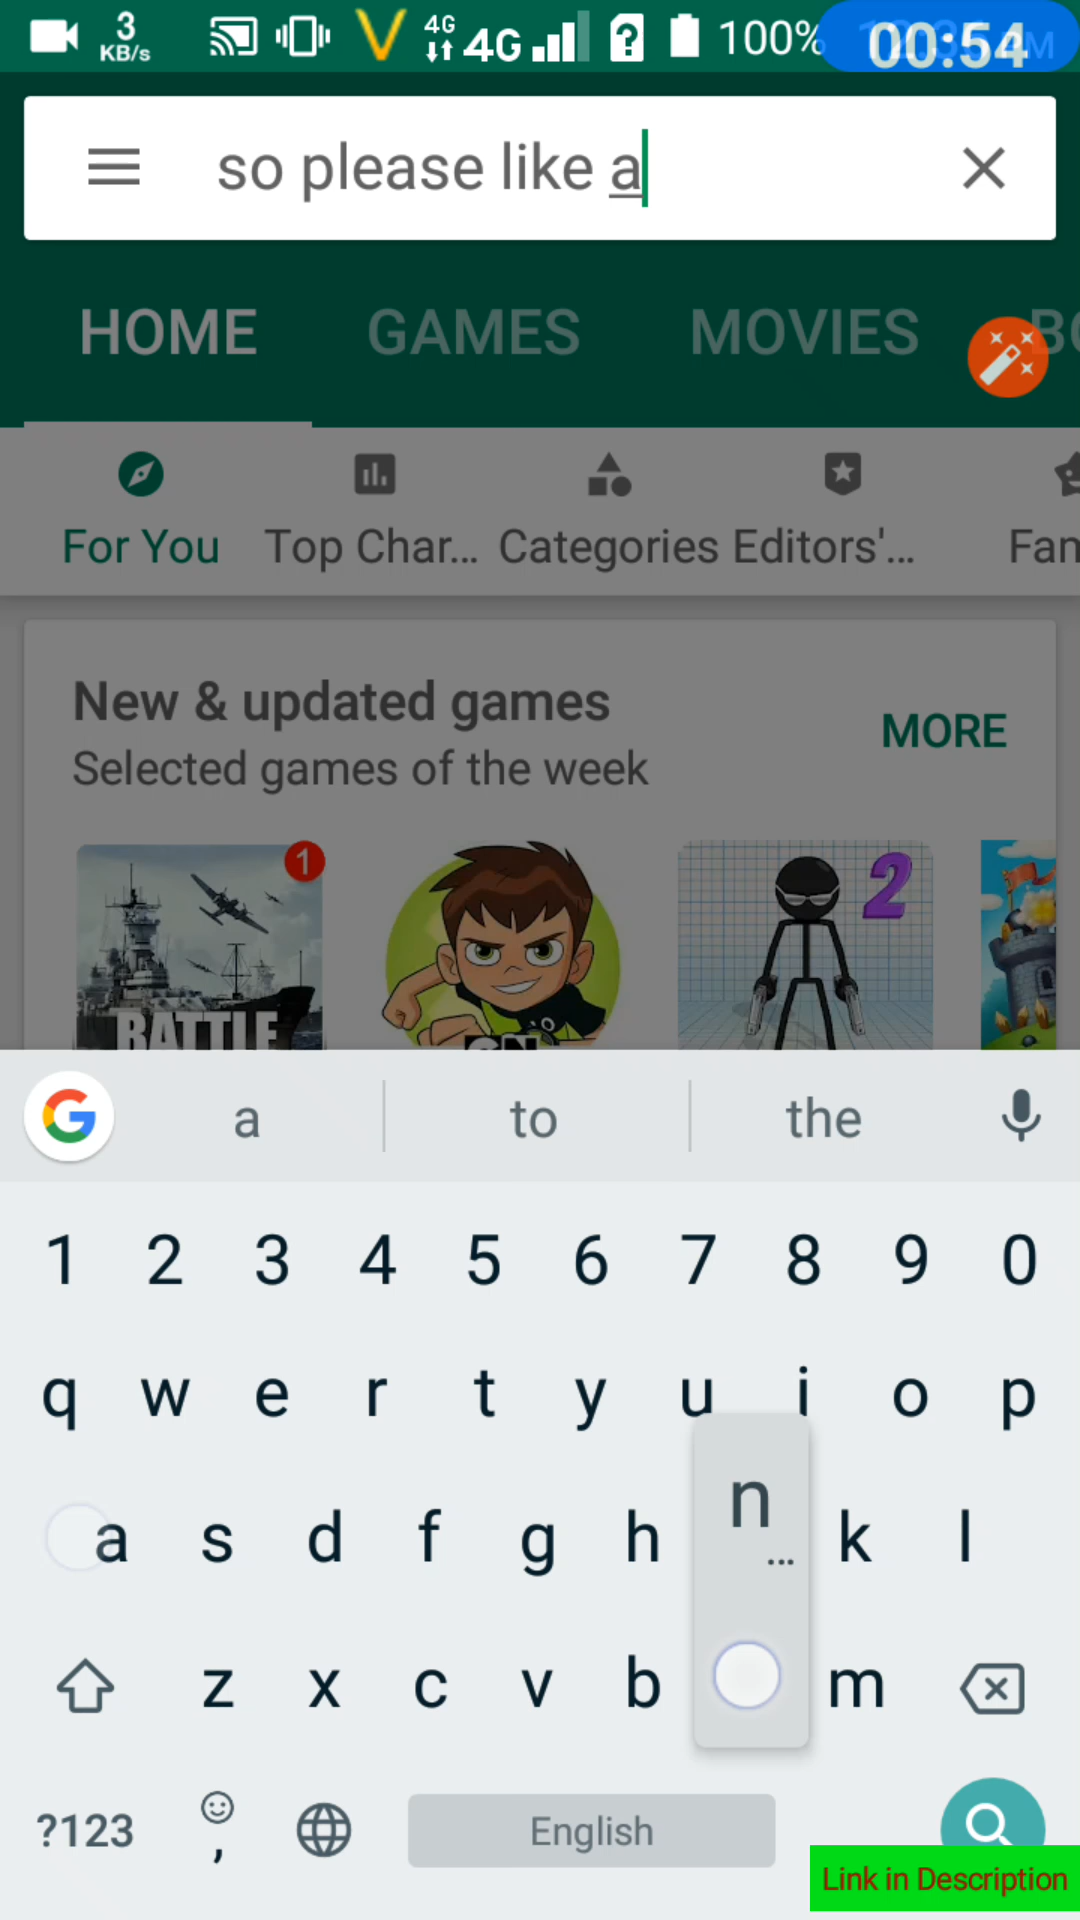 3
KB/s
4G
4G
100%
00:54
so please like a
HOME GAMES MOVIES
For You Top Char... Categories Editors'... Fam
New & updated games
Selected games of the week
MORE
1
BATTLE
CN
2
G a to the
1 2 3 4 5 6 7 8 9 0
q w e r t y u i o p
n
...
a s d f g h k l
z x c v b m
?123 , English
Link in Description